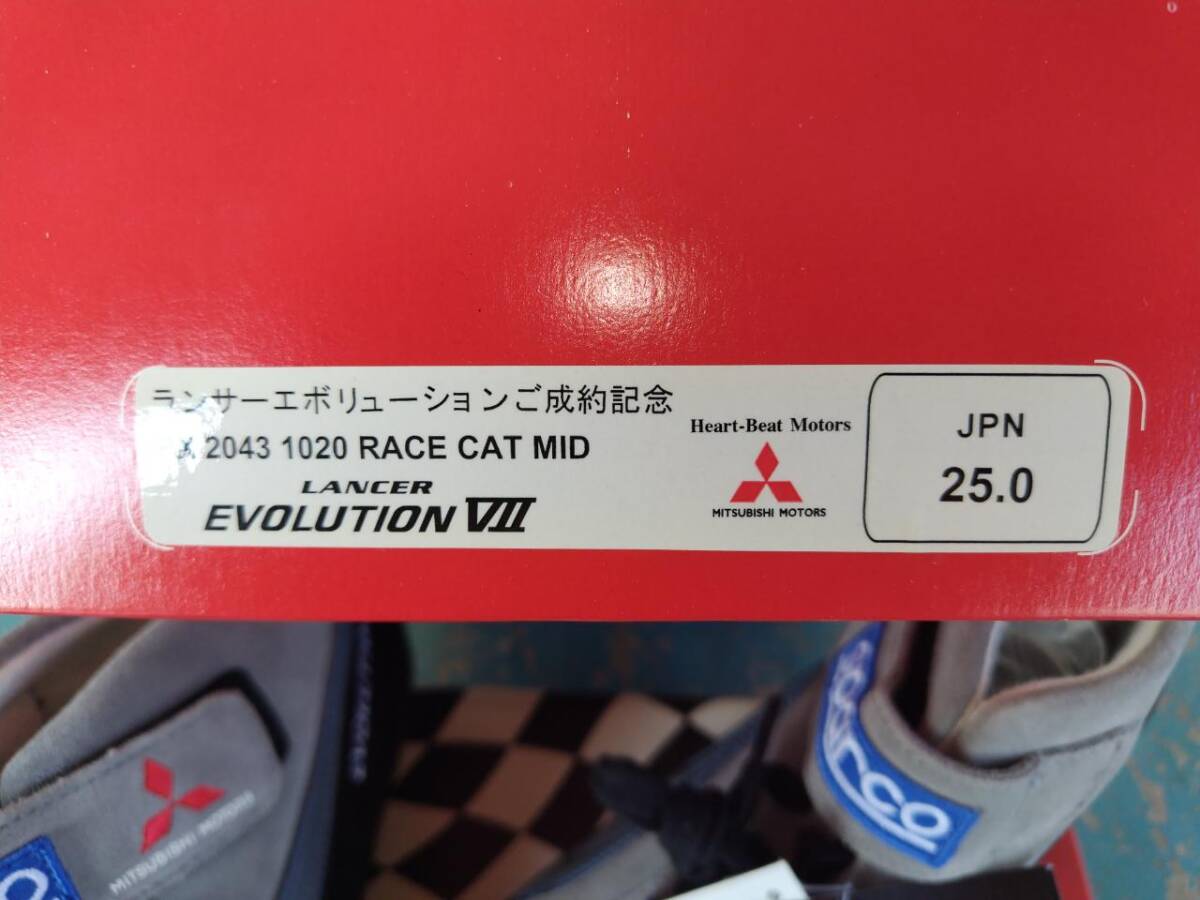 ランサーエボリューションご成約記念
2043 1020 RACE CAT MID
LANCER
EVOLUTION VII
Heart-Beat Motors
MITSUBISHI MOTORS
JPN
25.0
MITSUBISHI MOTORS
sparco